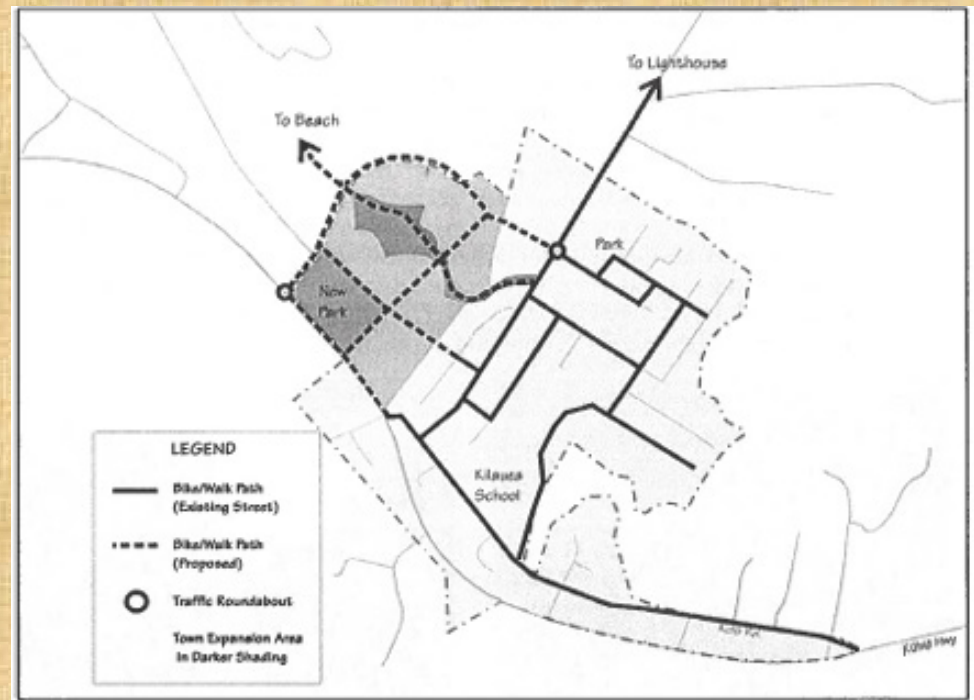 To Lighthouse
To Beach
Park
New
Park
Kilauea
School
LEGEND
Bike/Walk Path
(Existing Street)
Bike/Walk Path
(Proposed)
Traffic Roundabout
Town Expansion Area
in Darker Shading
Hwy